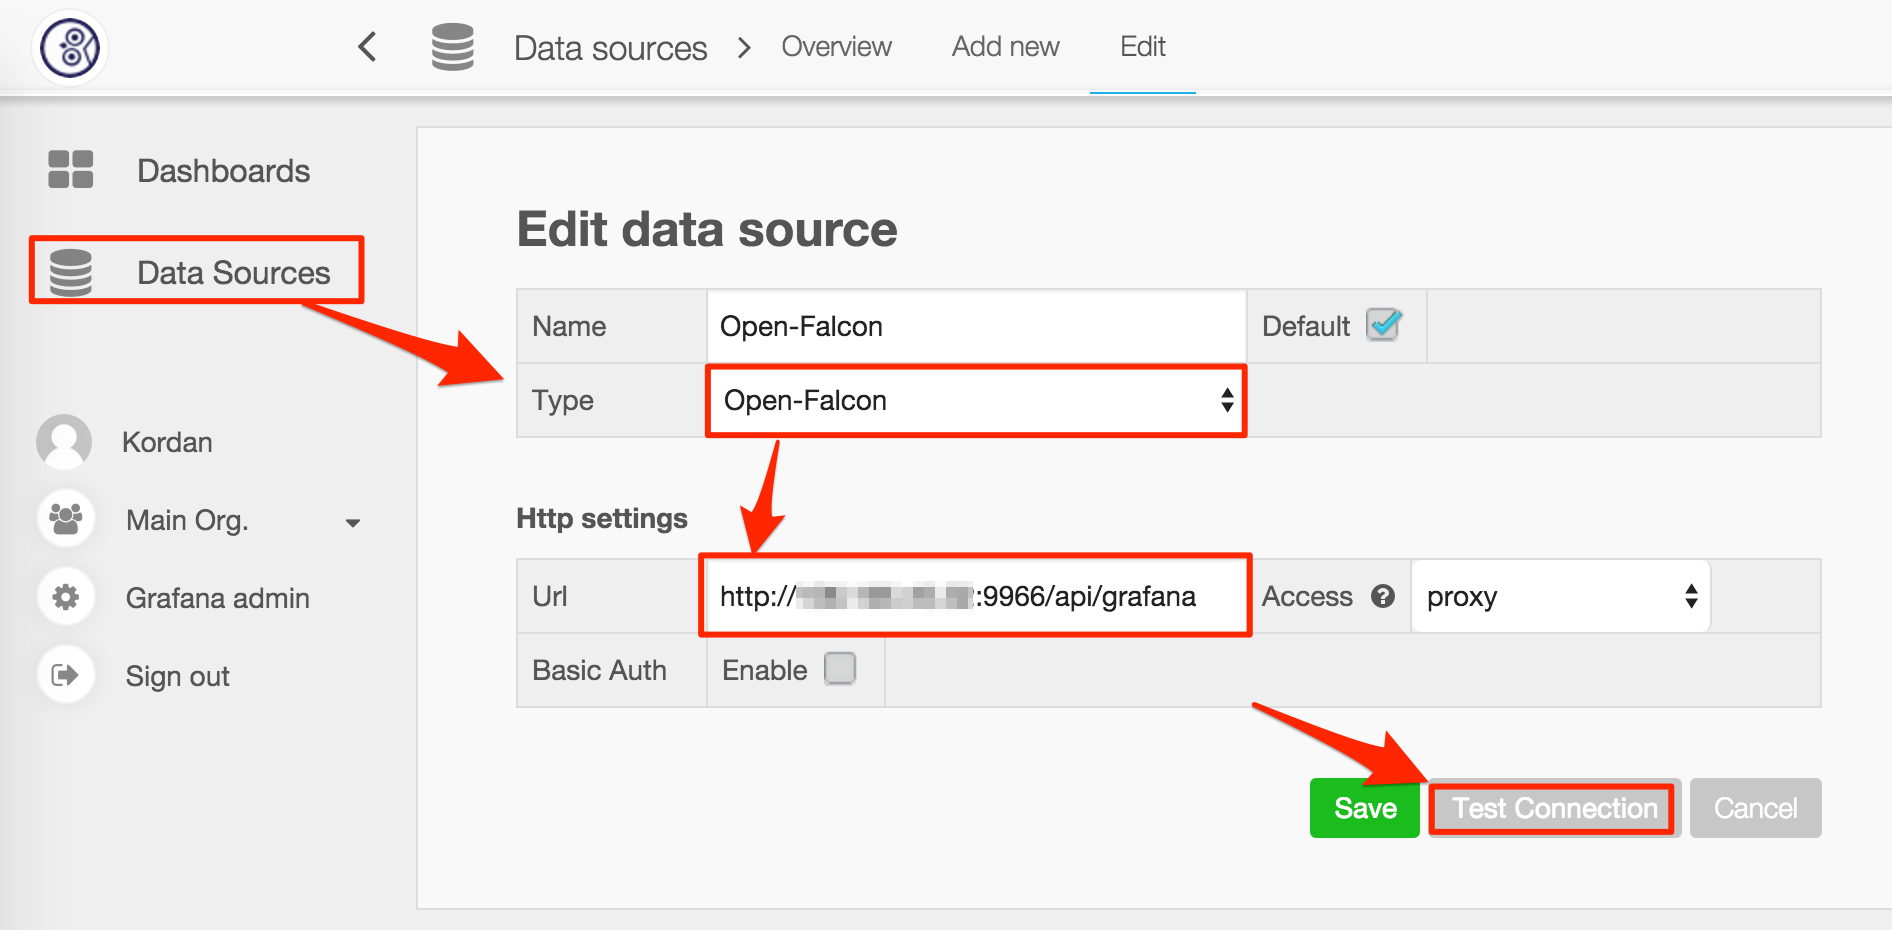 Data sources Overview Add new Edit
Dashboards
Data Sources
Kordan
Main Org.
Grafana admin
Sign out
Edit data source
Name Open-Falcon Default
Type Open-Falcon
Http settings
Url http:// :9966/api/grafana Access ? proxy
Basic Auth Enable
Save Test Connection Cancel